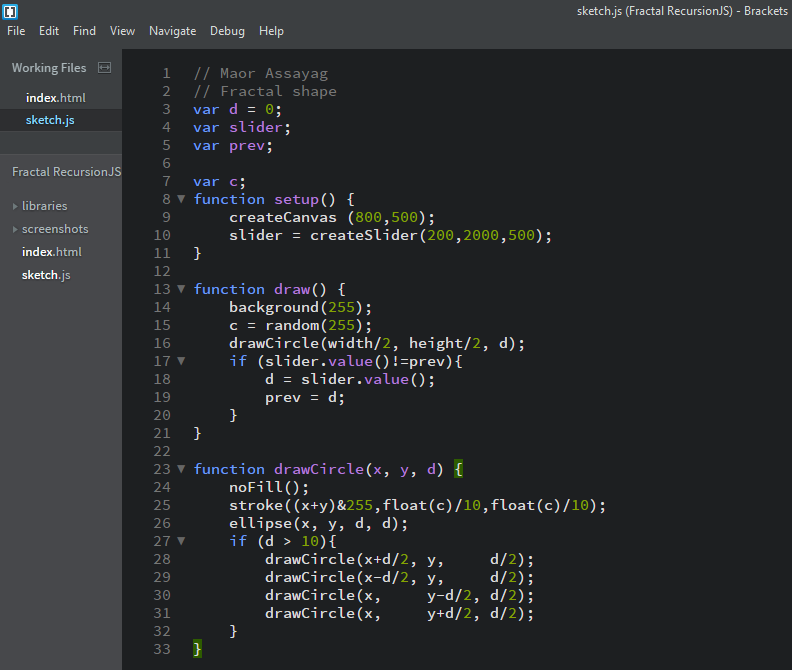 sketch.js (Fractal RecursionJS) - Brackets
File Edit Find View Navigate Debug Help
Working Files
index.html
sketch.js
Fractal RecursionJS
libraries
screenshots
index.html
sketch.js
1 // Maor Assayag
2 // Fractal shape
3 var d = 0;
4 var slider;
5 var prev;
6
7 var c;
8 function setup() {
9     createCanvas (800,500);
10     slider = createSlider(200,2000,500);
11 }
12
13 function draw() {
14     background(255);
15     c = random(255);
16     drawCircle(width/2, height/2, d);
17     if (slider.value()!=prev){
18         d = slider.value();
19         prev = d;
20     }
21 }
22
23 function drawCircle(x, y, d) {
24     noFill();
25     stroke((x+y)&255,float(c)/10,float(c)/10);
26     ellipse(x, y, d, d);
27     if (d > 10){
28         drawCircle(x+d/2, y,     d/2);
29         drawCircle(x-d/2, y,     d/2);
30         drawCircle(x,     y-d/2, d/2);
31         drawCircle(x,     y+d/2, d/2);
32     }
33 }